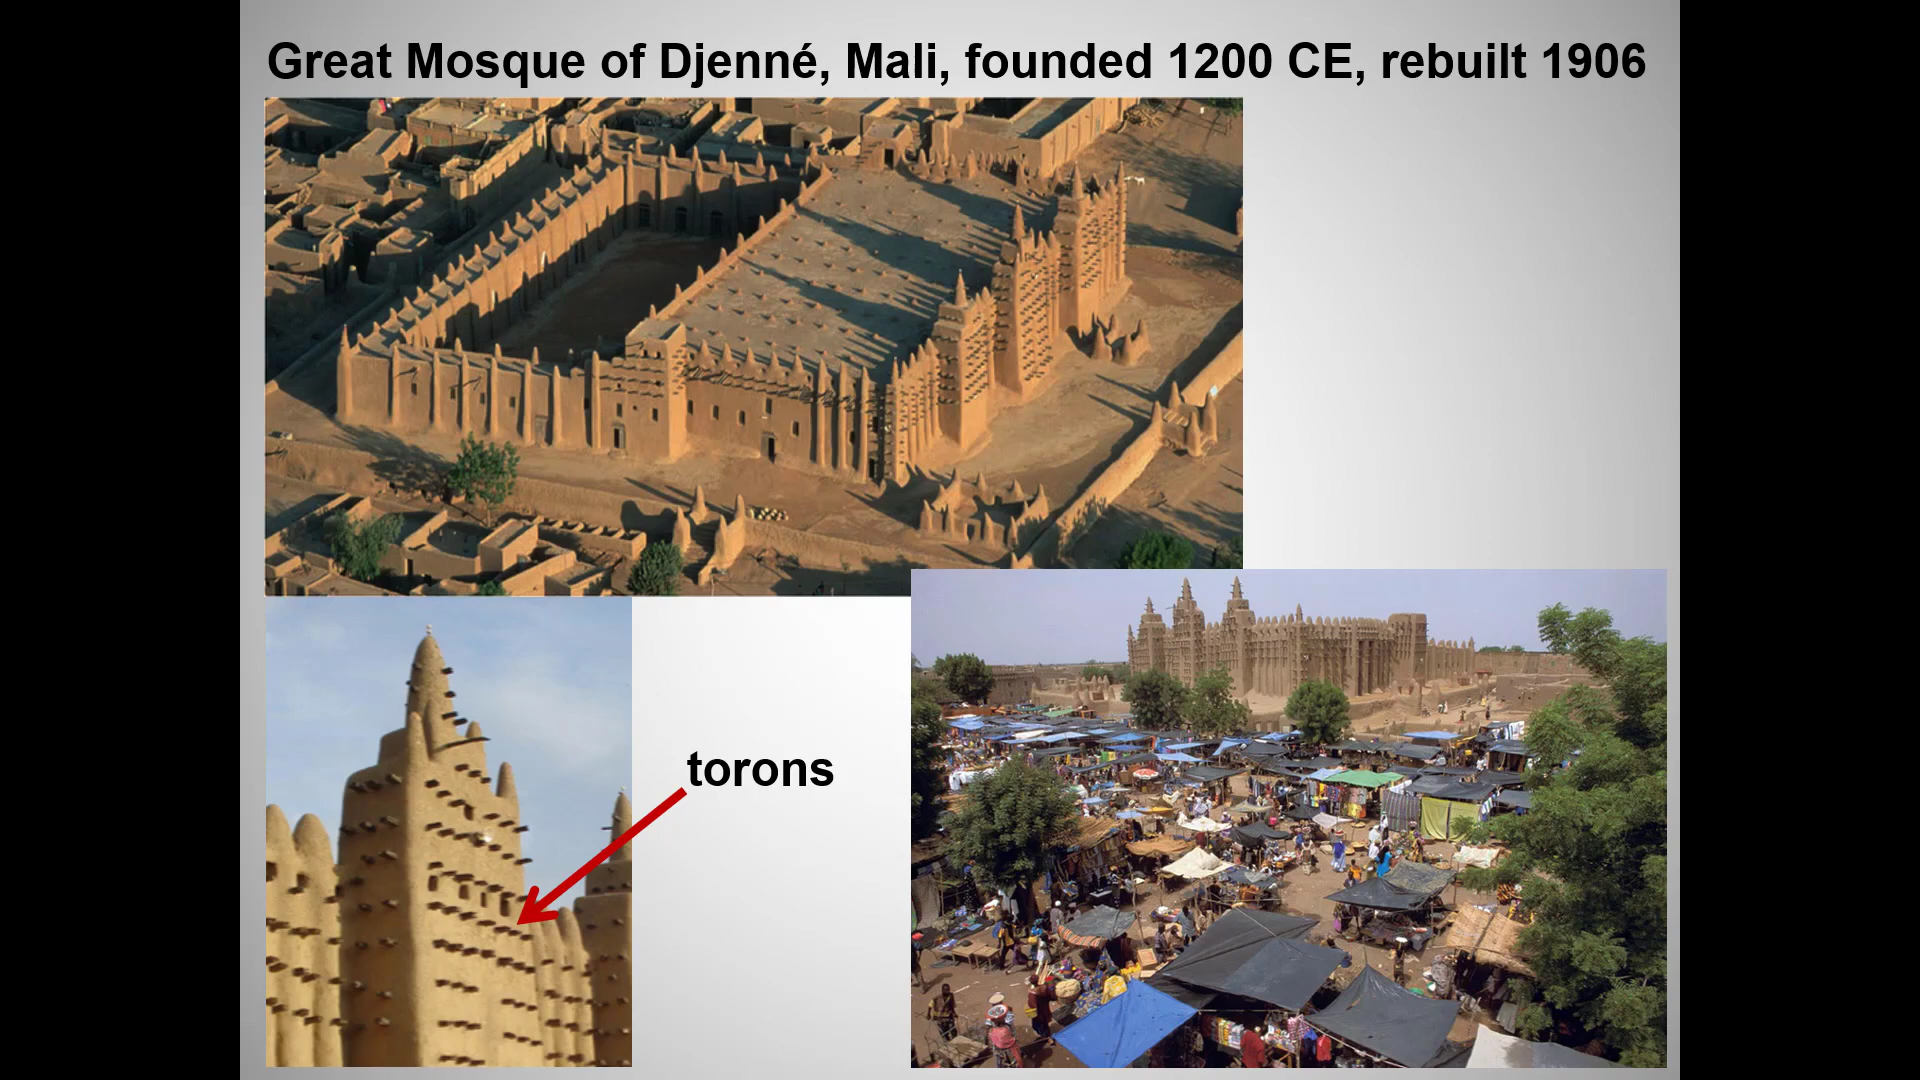 Great Mosque of Djenné, Mali, founded 1200 CE, rebuilt 1906
torons